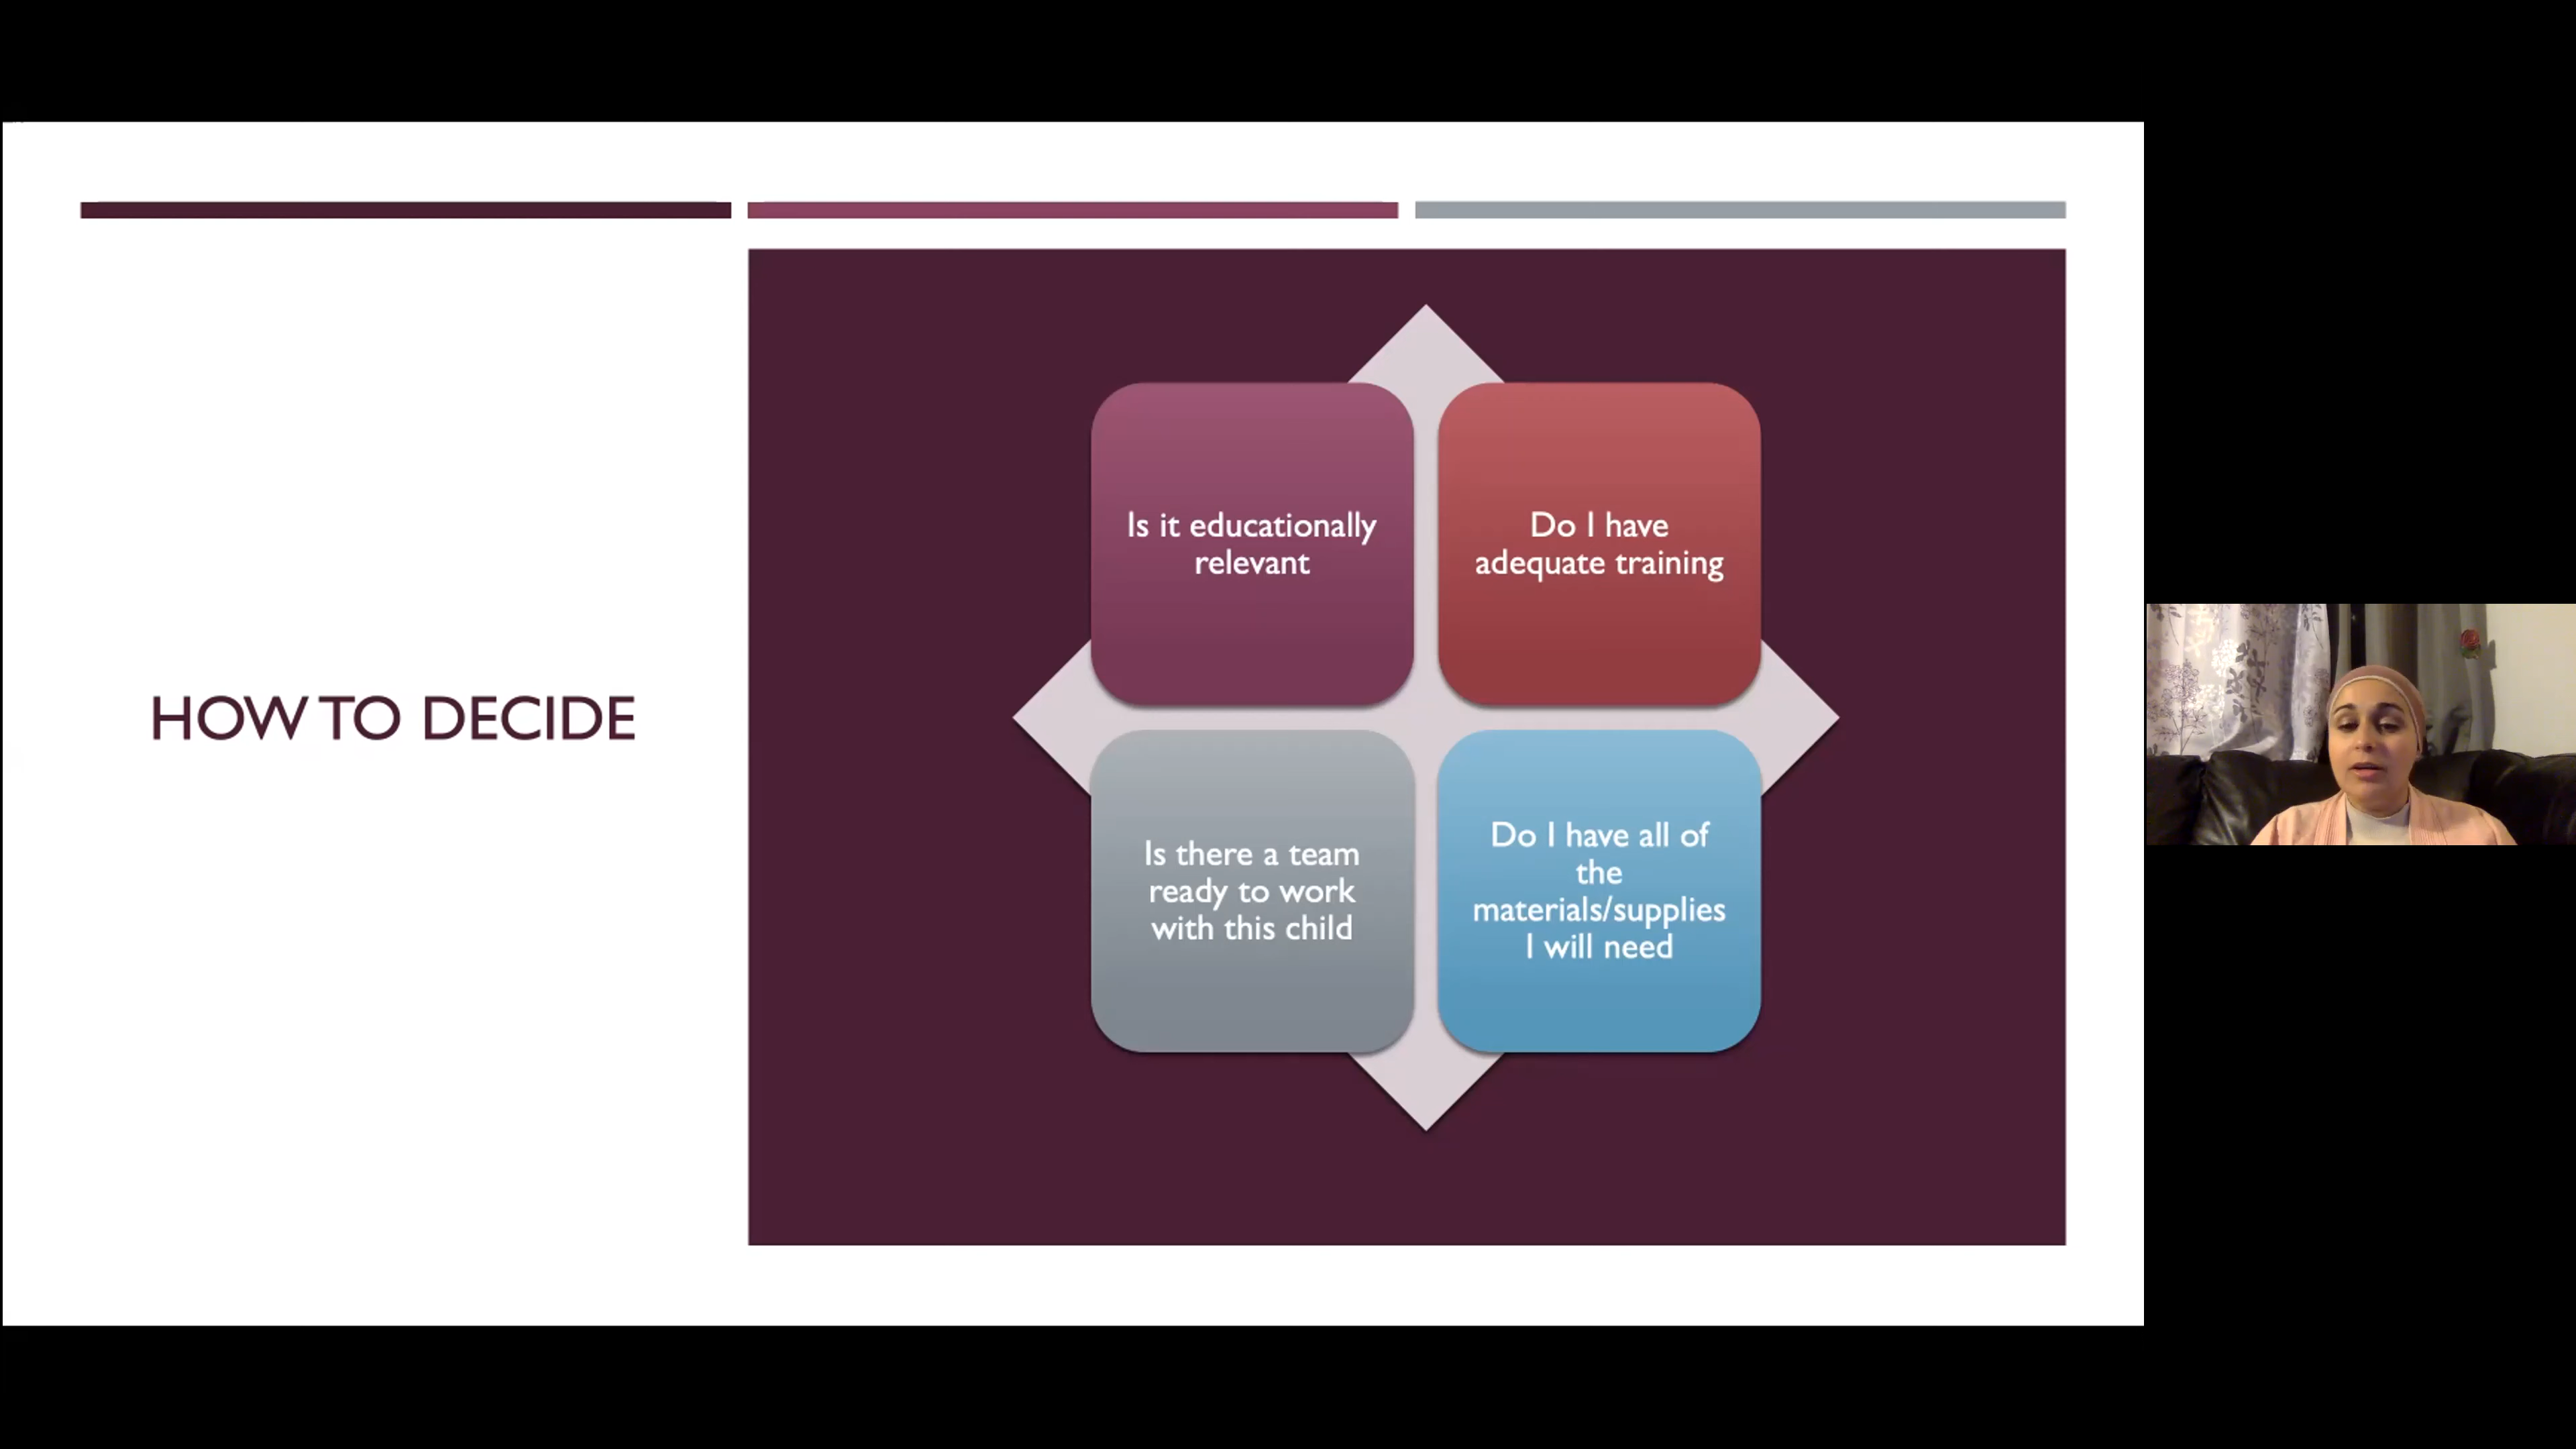 HOW TO DECIDE
Is it educationally
relevant
Do I have
adequate training
Is there a team
ready to work
with this child
Do I have all of
the
materials/supplies
I will need